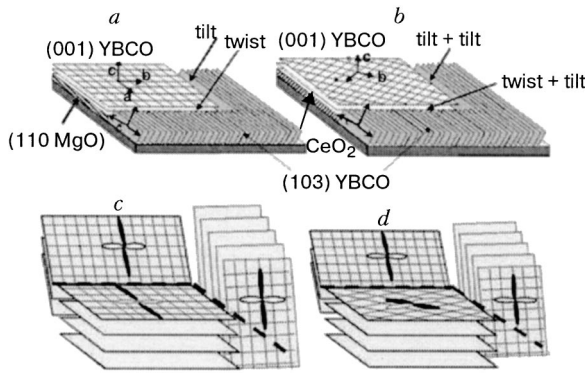 a
b
(001) YBCO
tilt
twist
(001) YBCO
tilt + tilt
c
b
a
c
b
twist + tilt
(110 MgO)
CeO2
(103) YBCO
c
d